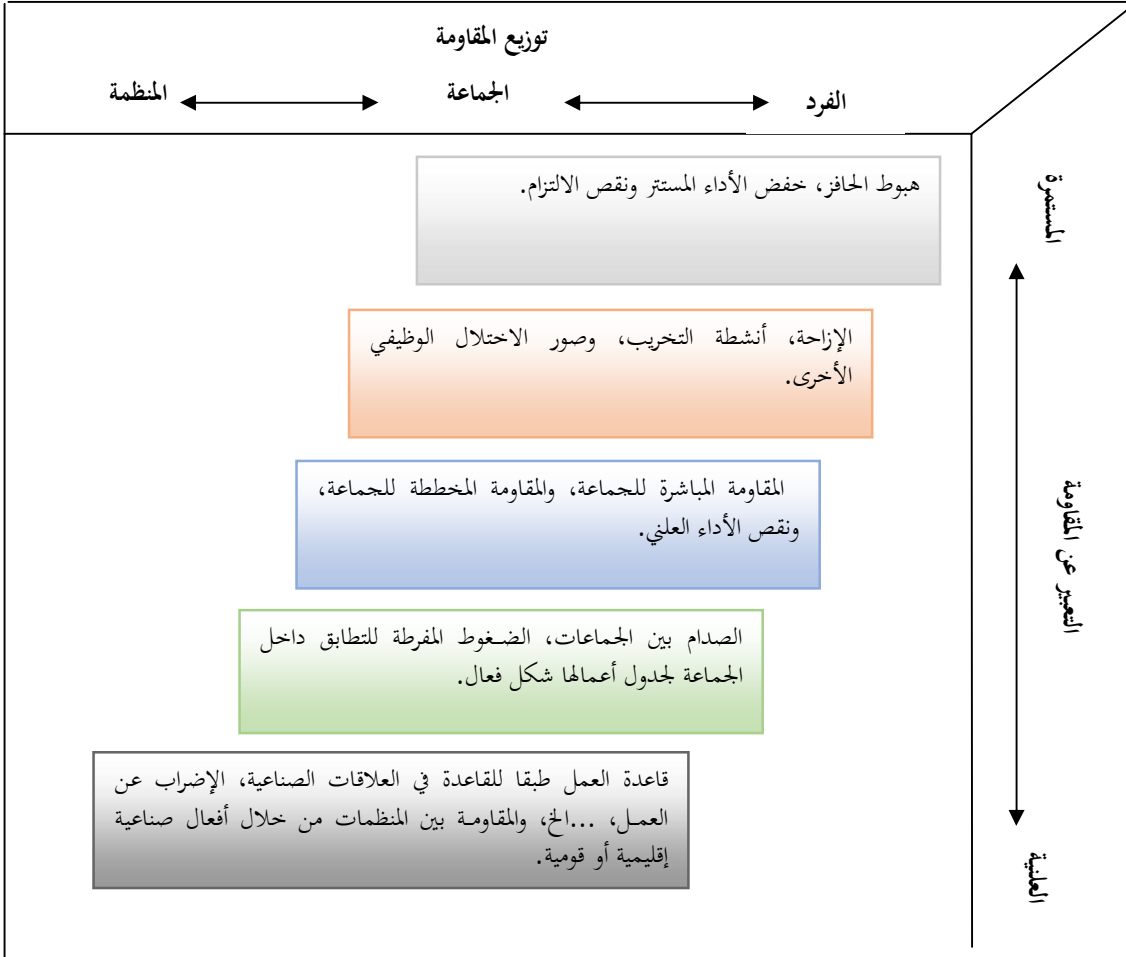 توزيع المقاومة
الفرد الجماعة المنظمة
هبوط الحافز، خفض الأداء المستتر ونقص الالتزام.
المستمرة
الإزاحة، أنشطة التخريب، وصور الاختلال الوظيفي
الأخرى.
المقاومة المباشرة للجماعة، والمقاومة المخططة للجماعة،
ونقص الأداء العلني.
التعبير عن المقاومة
الصدام بين الجماعات، الضغوط المفرطة للتطابق داخل
الجماعة لجدول أعمالها شكل فعال.
قاعدة العمل طبقا للقاعدة في العلاقات الصناعية، الإضراب عن
العمل، ...الخ، والمقاومة بين المنظمات من خلال أفعال صناعية
إقليمية أو قومية.
العلنية